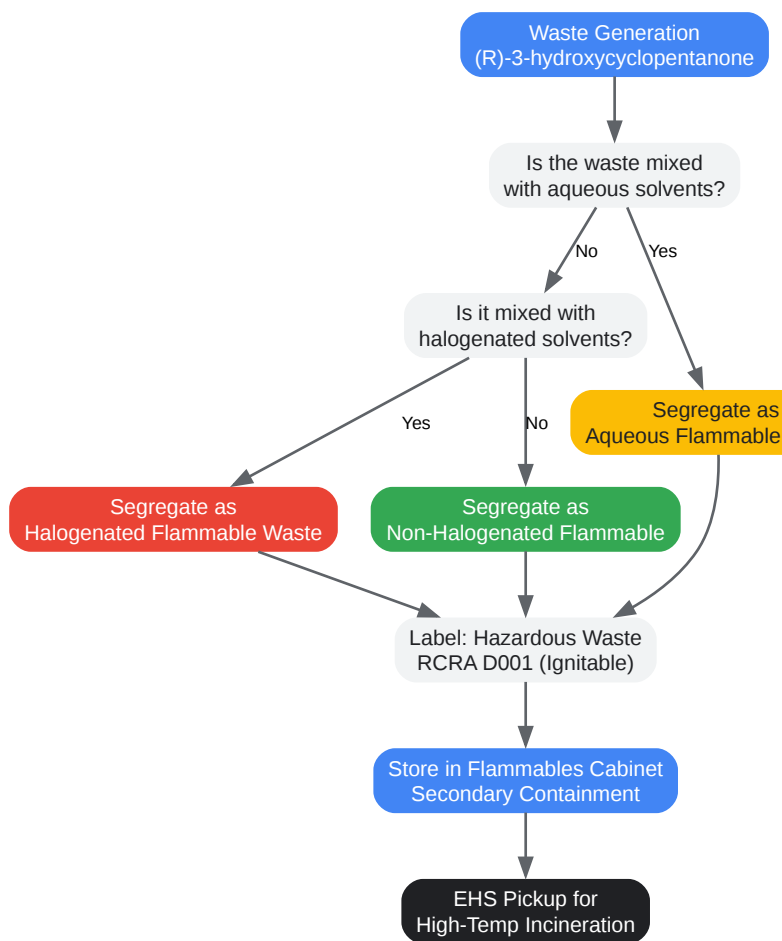 Waste Generation
(R)-3-hydroxycyclopentanone
Is the waste mixed
with aqueous solvents?
No
Yes
Is it mixed with
halogenated solvents?
Yes
No
Segregate as
Aqueous Flammable
Segregate as
Halogenated Flammable Waste
Segregate as
Non-Halogenated Flammable
Label: Hazardous Waste
RCRA D001 (Ignitable)
Store in Flammables Cabinet
Secondary Containment
EHS Pickup for
High-Temp Incineration